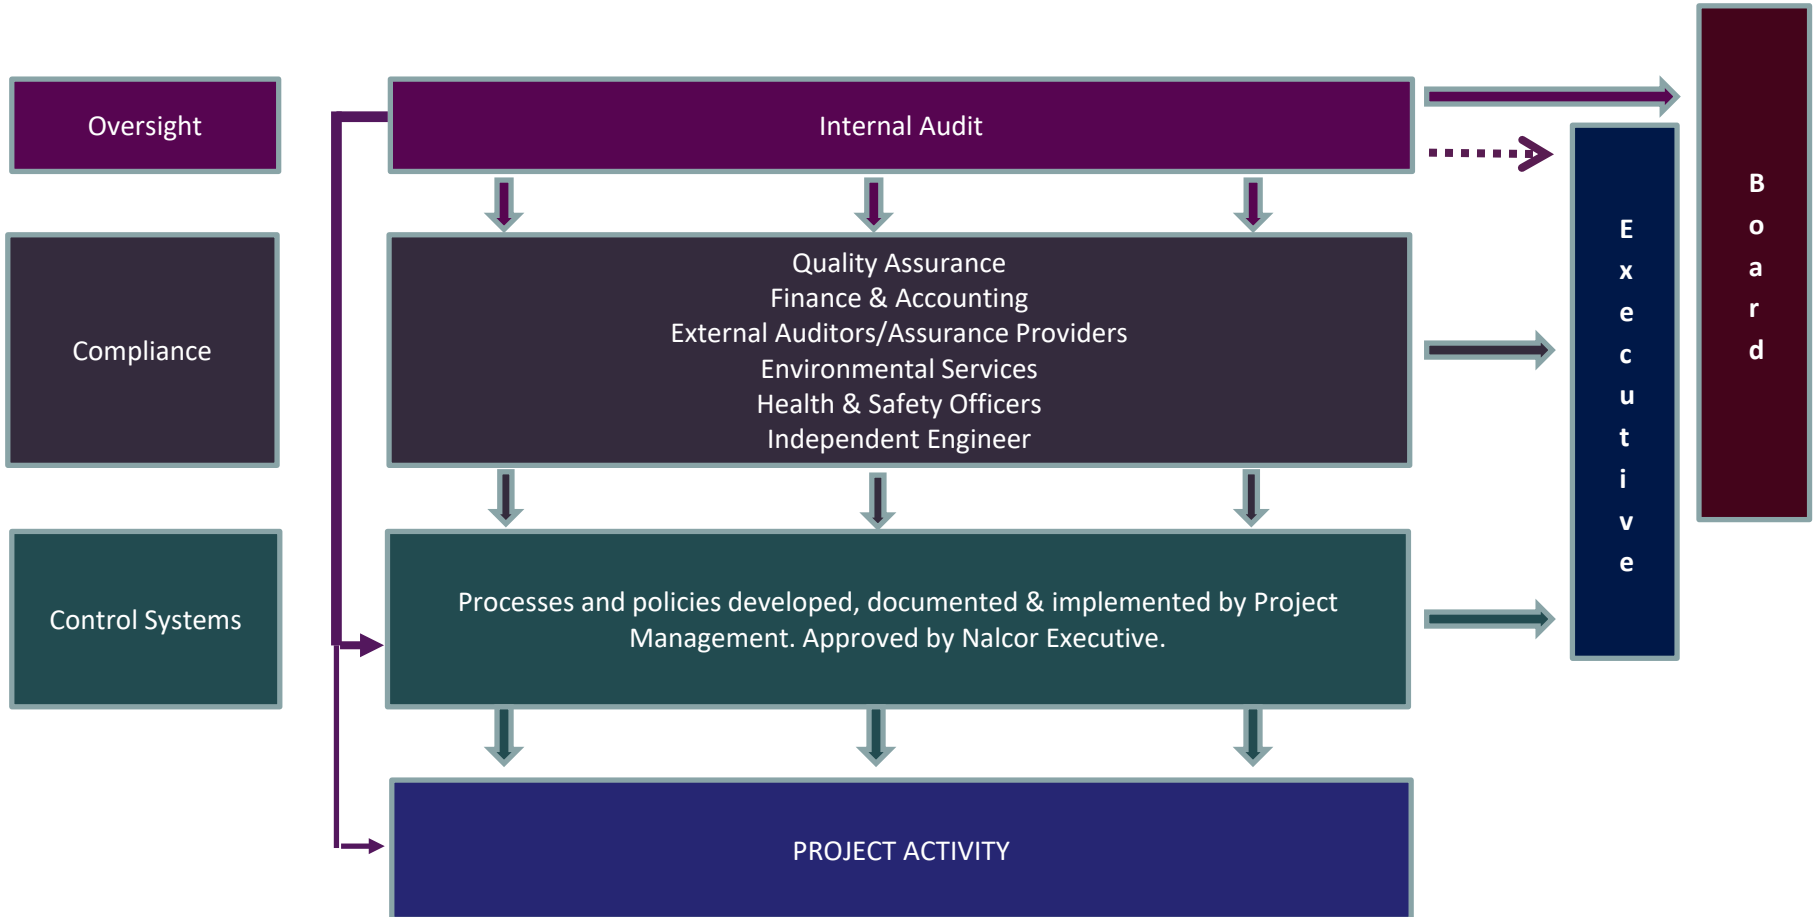 Oversight
Internal Audit
Compliance
Quality Assurance
Finance & Accounting
External Auditors/Assurance Providers
Environmental Services
Health & Safety Officers
Independent Engineer
Control Systems
Processes and policies developed, documented & implemented by Project
Management. Approved by Nalcor Executive.
PROJECT ACTIVITY
E
x
e
c
u
t
i
v
e
B
o
a
r
d